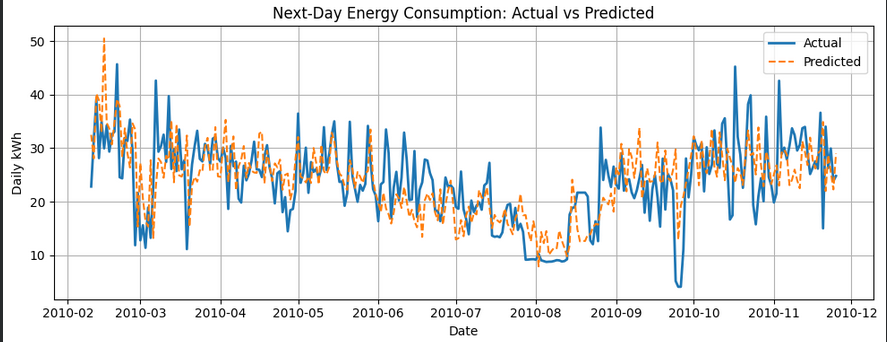 Next-Day Energy Consumption: Actual vs Predicted
Actual
Predicted
Daily kWh
50
40
30
20
10
2010-02 2010-03 2010-04 2010-05 2010-06 2010-07 2010-08 2010-09 2010-10 2010-11 2010-12
Date